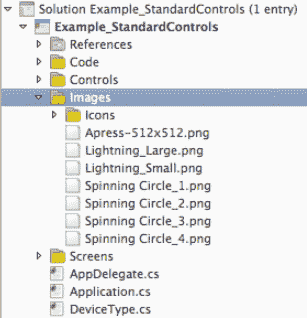 Solution Example_StandardControls (1 entry)
Example_StandardControls
References
Code
Controls
Images
Icons
Apress-512x512.png
Lightning_Large.png
Lightning_Small.png
Spinning Circle_1.png
Spinning Circle_2.png
Spinning Circle_3.png
Spinning Circle_4.png
Screens
AppDelegate.cs
Application.cs
DeviceType.cs